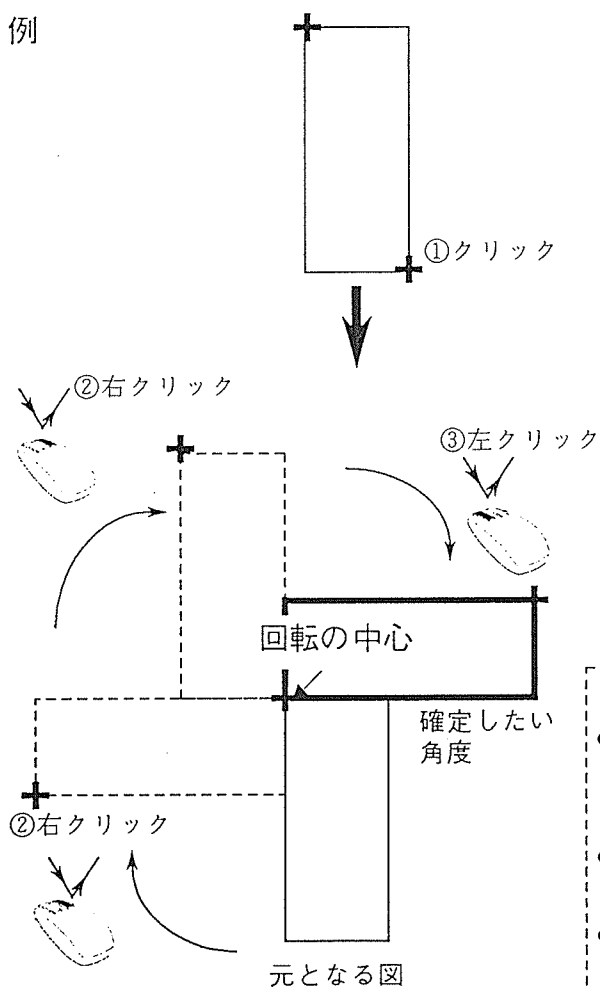 例
①クリック
②右クリック
③左クリック
回転の中心
確定したい
角度
②右クリック
元となる図